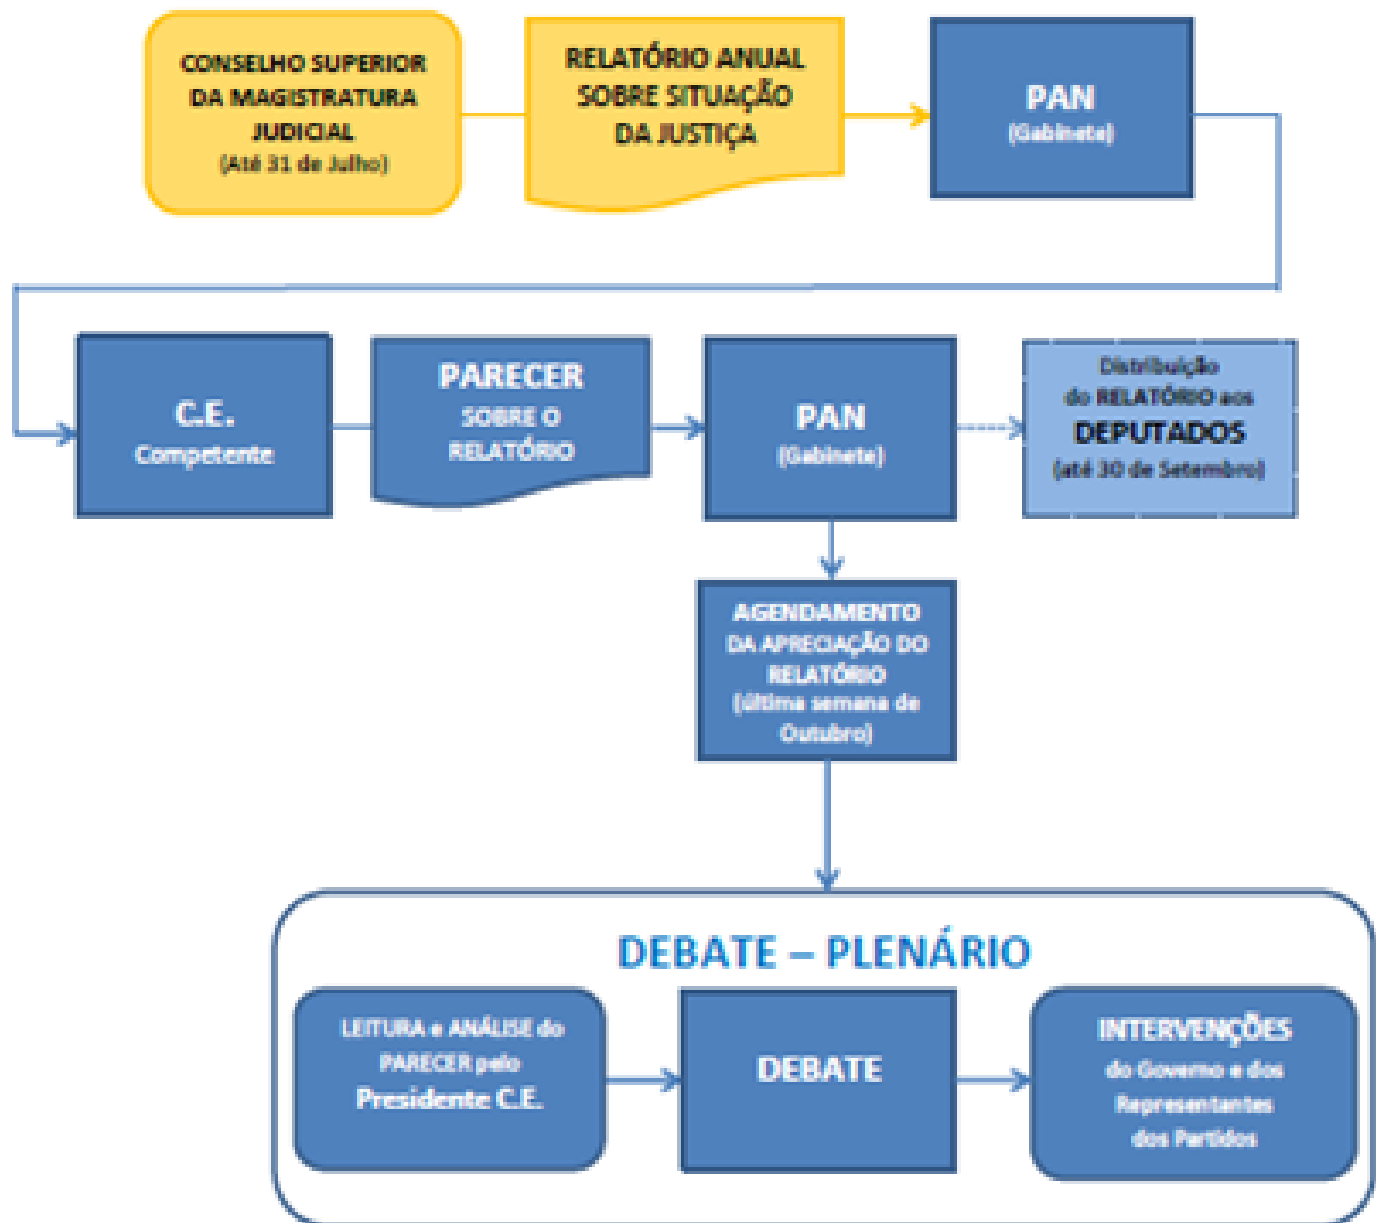 CONSELHO SUPERIOR
DA MAGISTRATURA
JUDICIAL
(Até 31 de Julho)
RELATÓRIO ANUAL
SOBRE SITUAÇÃO
DA JUSTIÇA
PAN
(Gabinete)
C.E.
Competente
PARECER
SOBRE O
RELATÓRIO
PAN
(Gabinete)
Distribuição
do RELATÓRIO aos
DEPUTADOS
(até 30 de Setembro)
AGENDAMENTO
DA APRECIAÇÃO DO
RELATÓRIO
(última semana de
Outubro)
DEBATE – PLENÁRIO
LEITURA e ANÁLISE do
PARECER pelo
Presidente C.E.
DEBATE
INTERVENÇÕES
do Governo e dos
Representantes
dos Partidos